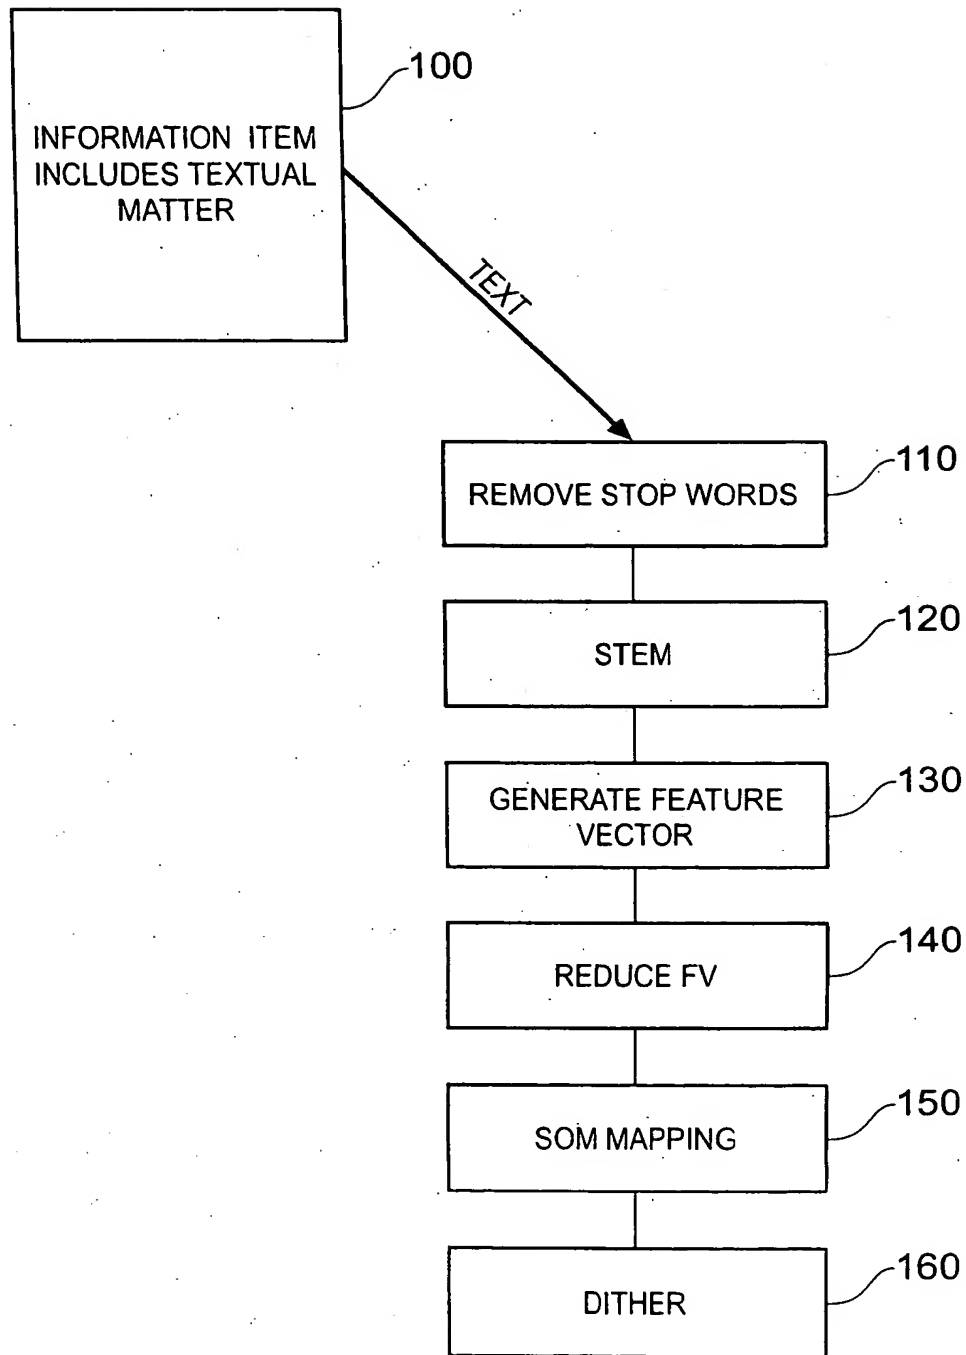 100
INFORMATION ITEM
INCLUDES TEXTUAL
MATTER
TEXT
REMOVE STOP WORDS
110
STEM
120
GENERATE FEATURE
VECTOR
130
REDUCE FV
140
SOM MAPPING
150
DITHER
160